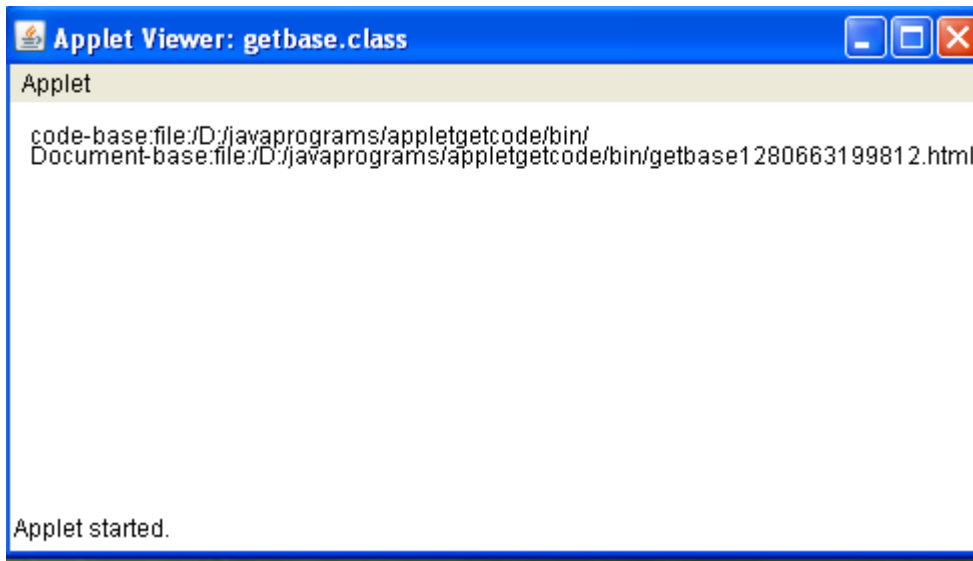 Applet Viewer: getbase.class
Applet
code-base:file:/D:/javaprograms/appletgetcode/bin/
Document-base:file:/D:/javaprograms/appletgetcode/bin/getbase1280663199812.html
Applet started.